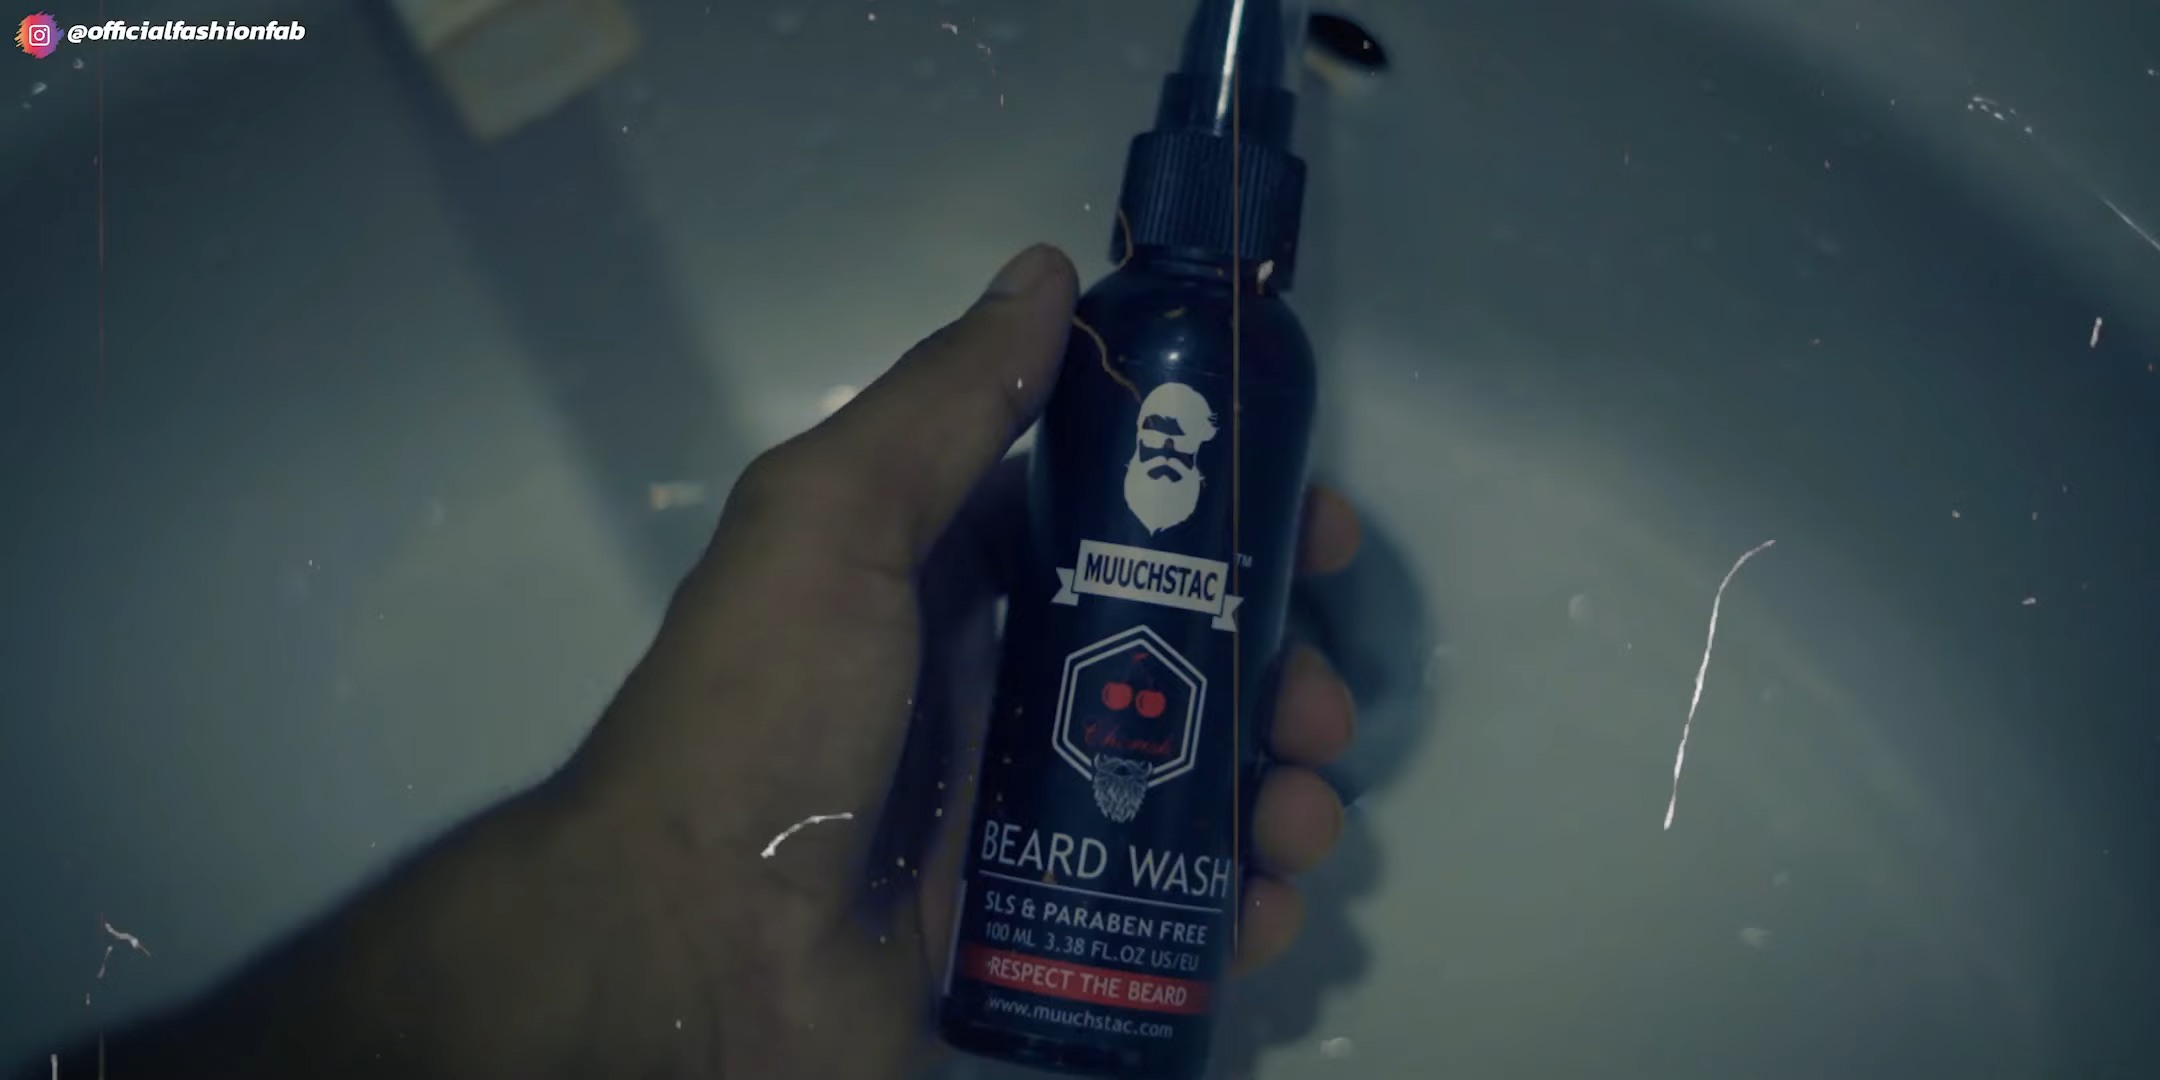 @officialfashionfab
MUUCHSTAC
TM
BEARD WASH
SLS & PARABEN FREE
100 ML 3.38 FL.OZ US/EU
RESPECT THE BEARD
www.muuchstac.com